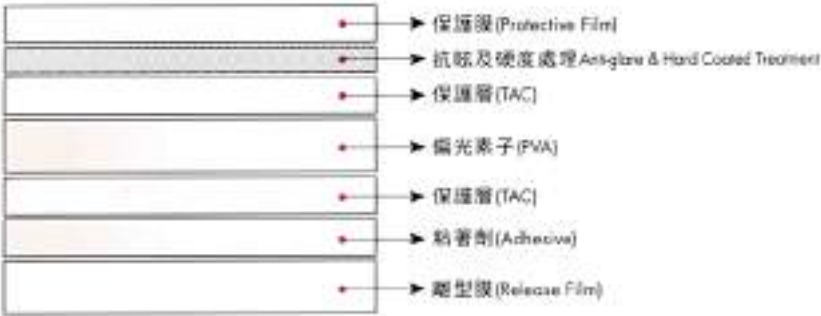 保護膜(Protective Film)
抗眩及硬度處理Anti-glare & Hard Coated Treatment
保護層(TAC)
偏光素子(PVA)
保護層(TAC)
粘著劑(Adhesive)
離型膜(Release Film)